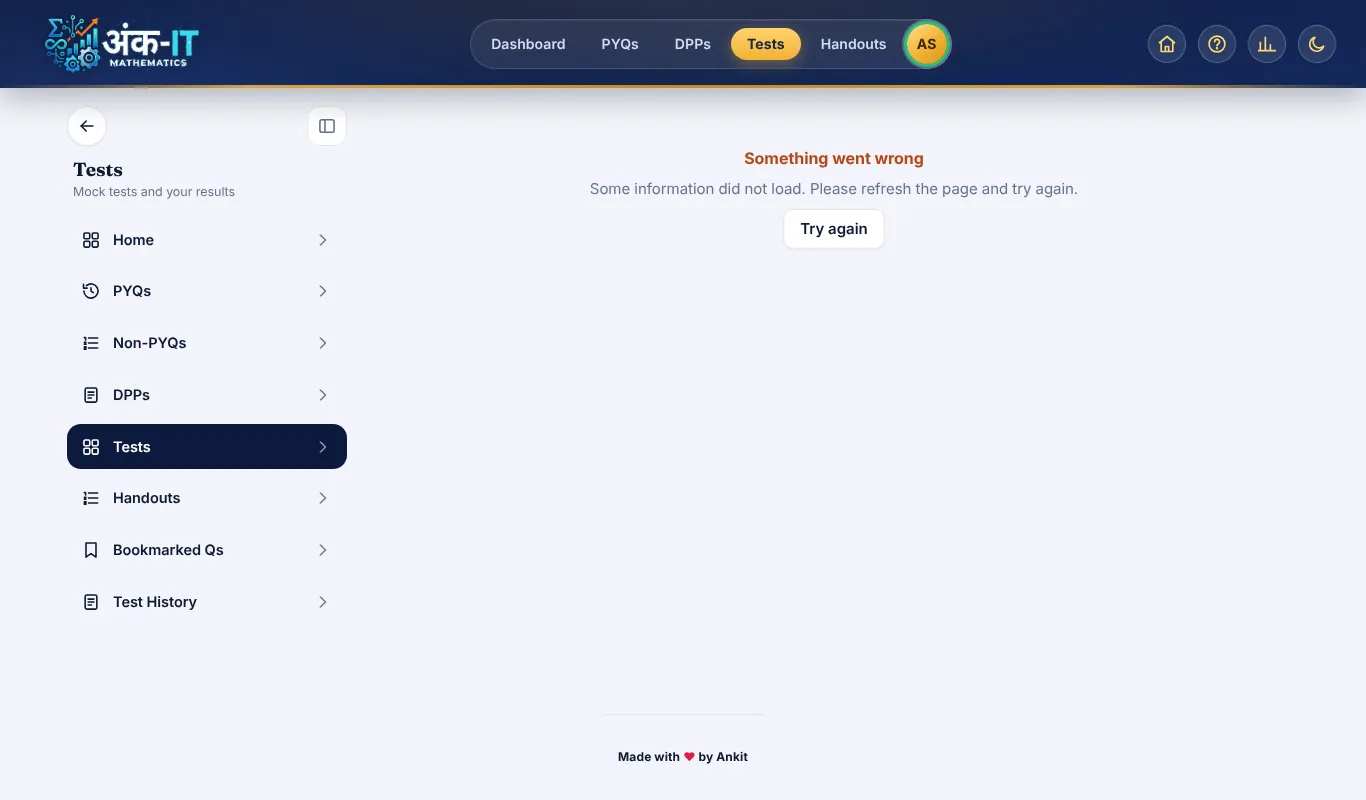 अंक-IT
MATHEMATICS
Dashboard
PYQs
DPPs
Tests
Handouts
AS
Tests
Mock tests and your results
Home
PYQs
Non-PYQs
DPPs
Tests
Handouts
Bookmarked Qs
Test History
Something went wrong
Some information did not load. Please refresh the page and try again.
Try again
Made with ❤ by Ankit